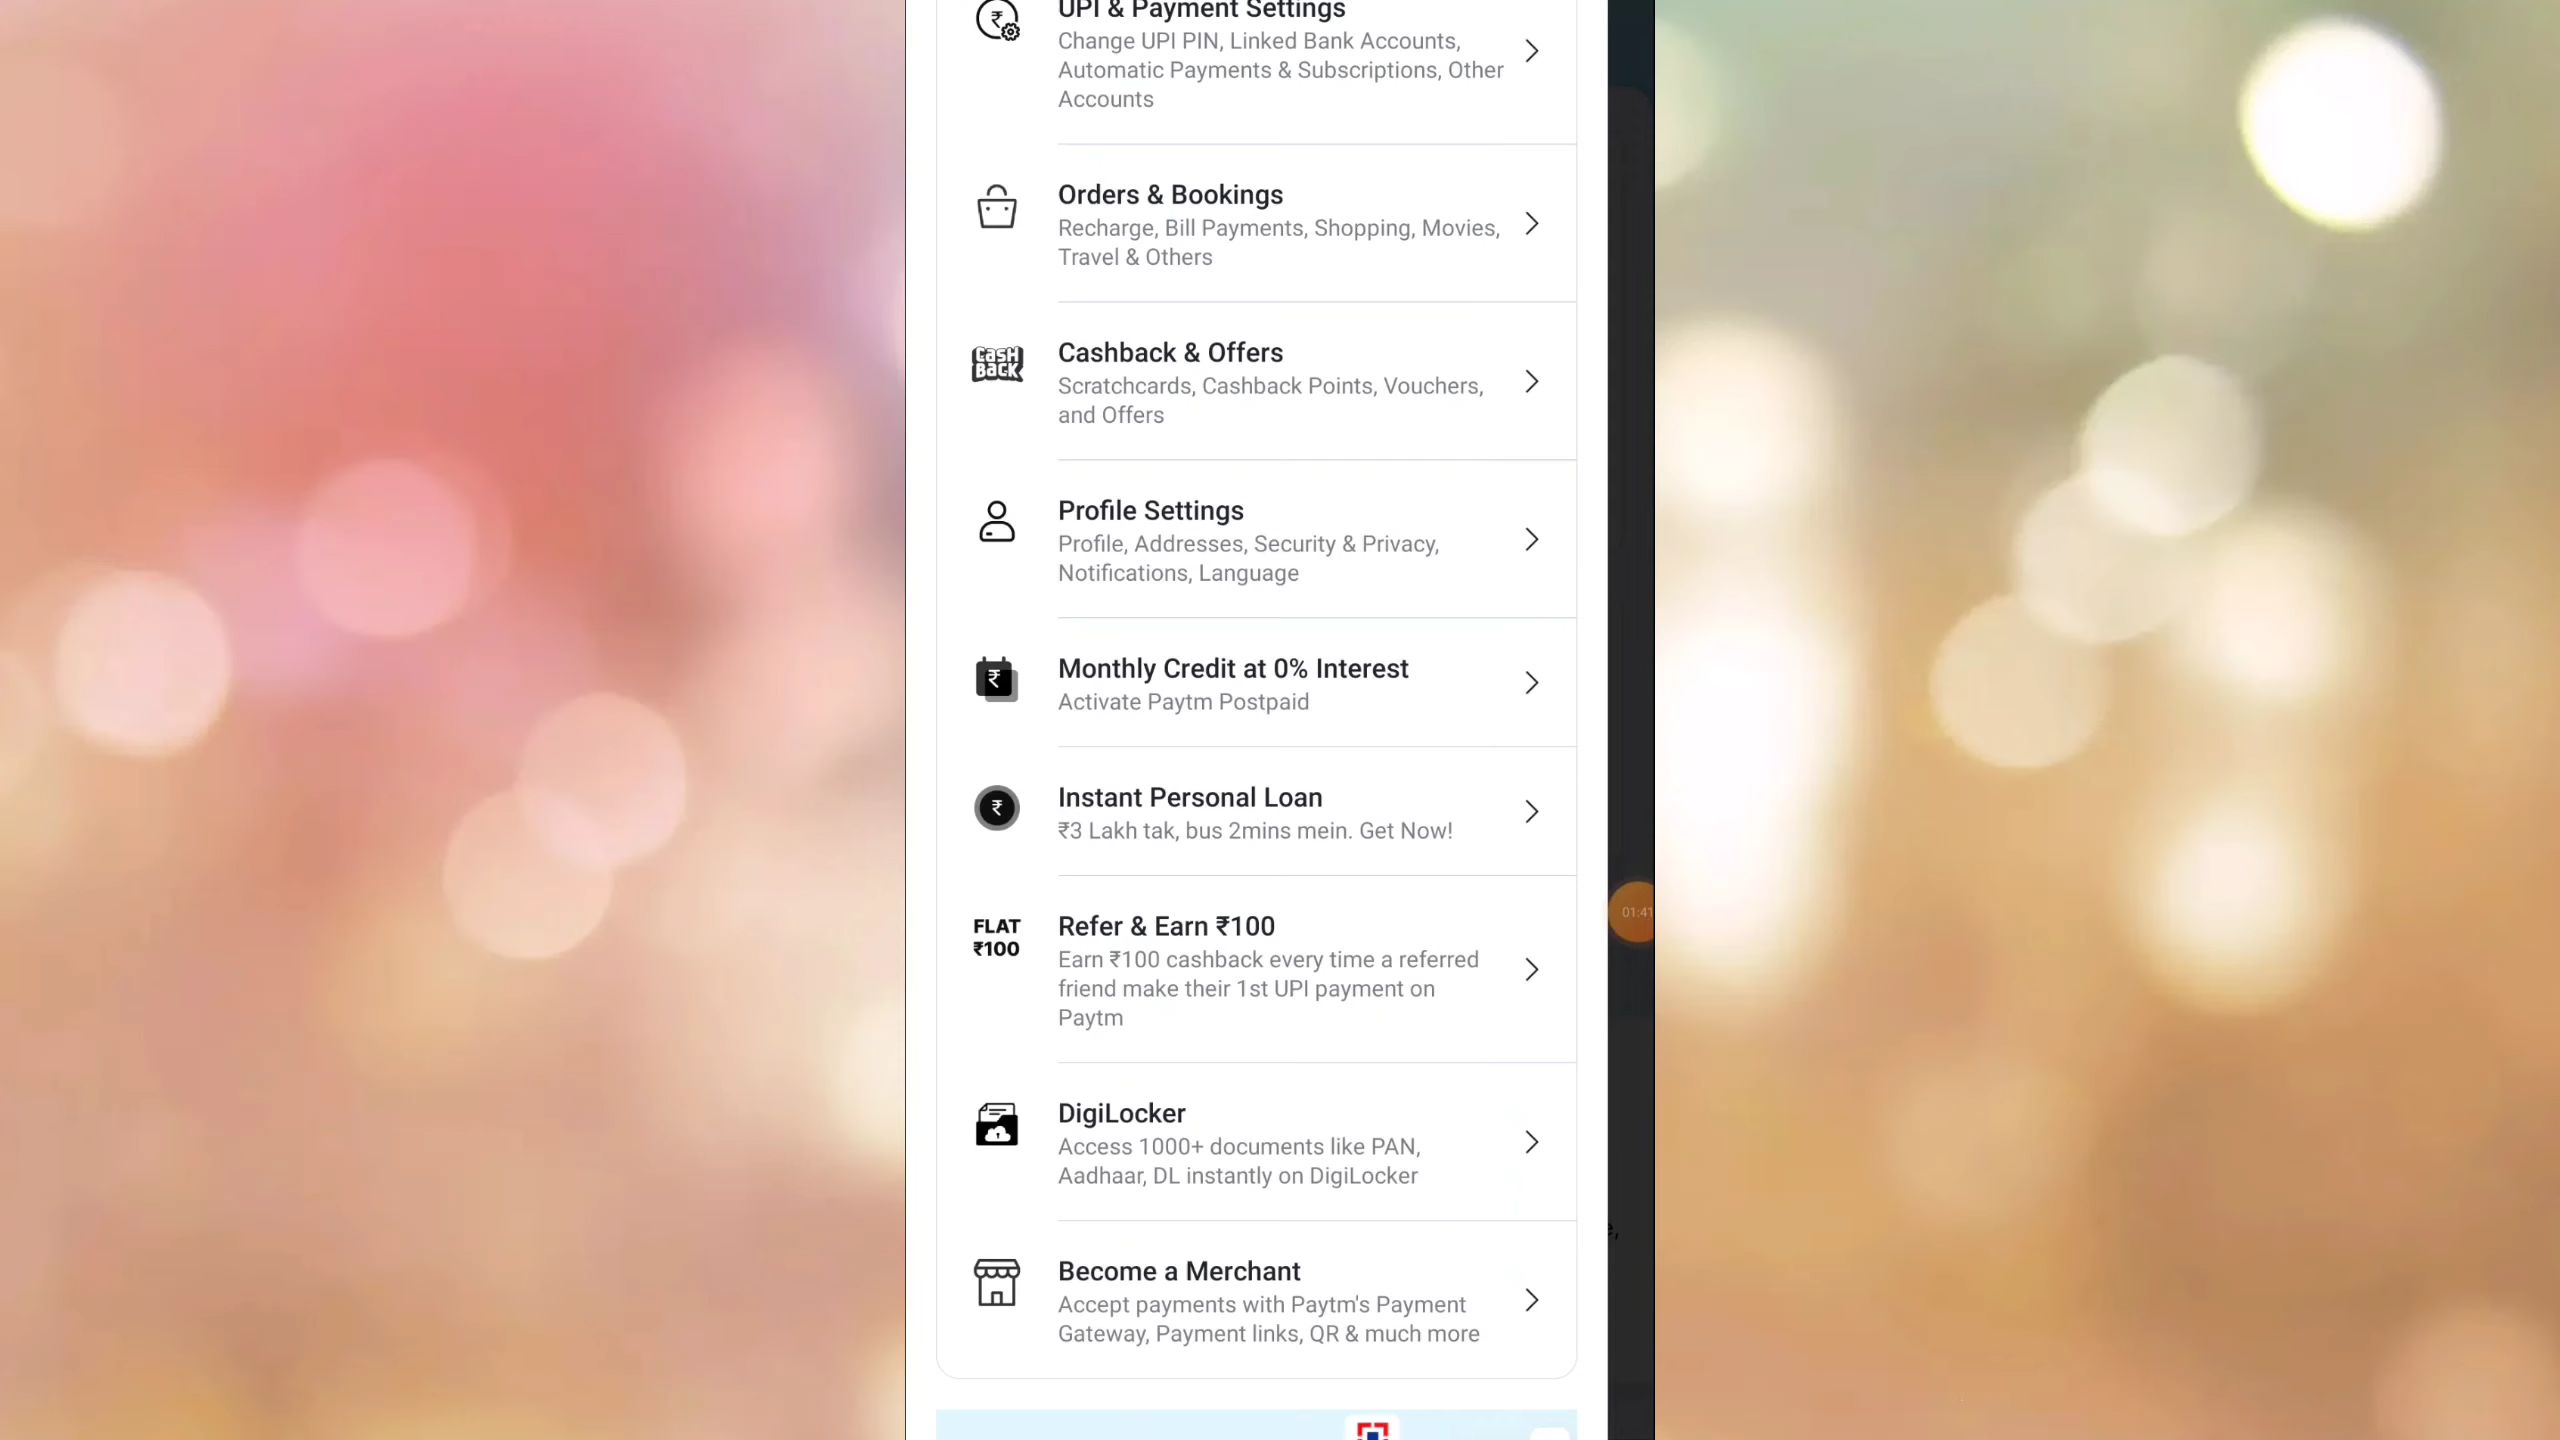 UPI & Payment Settings
Change UPI PIN, Linked Bank Accounts,
Automatic Payments & Subscriptions, Other
Accounts
Orders & Bookings
Recharge, Bill Payments, Shopping, Movies,
Travel & Others
CASH
BACK
Cashback & Offers
Scratchcards, Cashback Points, Vouchers,
and Offers
Profile Settings
Profile, Addresses, Security & Privacy,
Notifications, Language
Monthly Credit at 0% Interest
Activate Paytm Postpaid
Instant Personal Loan
₹3 Lakh tak, bus 2mins mein. Get Now!
01:41
FLAT
₹100
Refer & Earn ₹100
Earn ₹100 cashback every time a referred
friend make their 1st UPI payment on
Paytm
DigiLocker
Access 1000+ documents like PAN,
Aadhaar, DL instantly on DigiLocker
Become a Merchant
Accept payments with Paytm's Payment
Gateway, Payment links, QR & much more